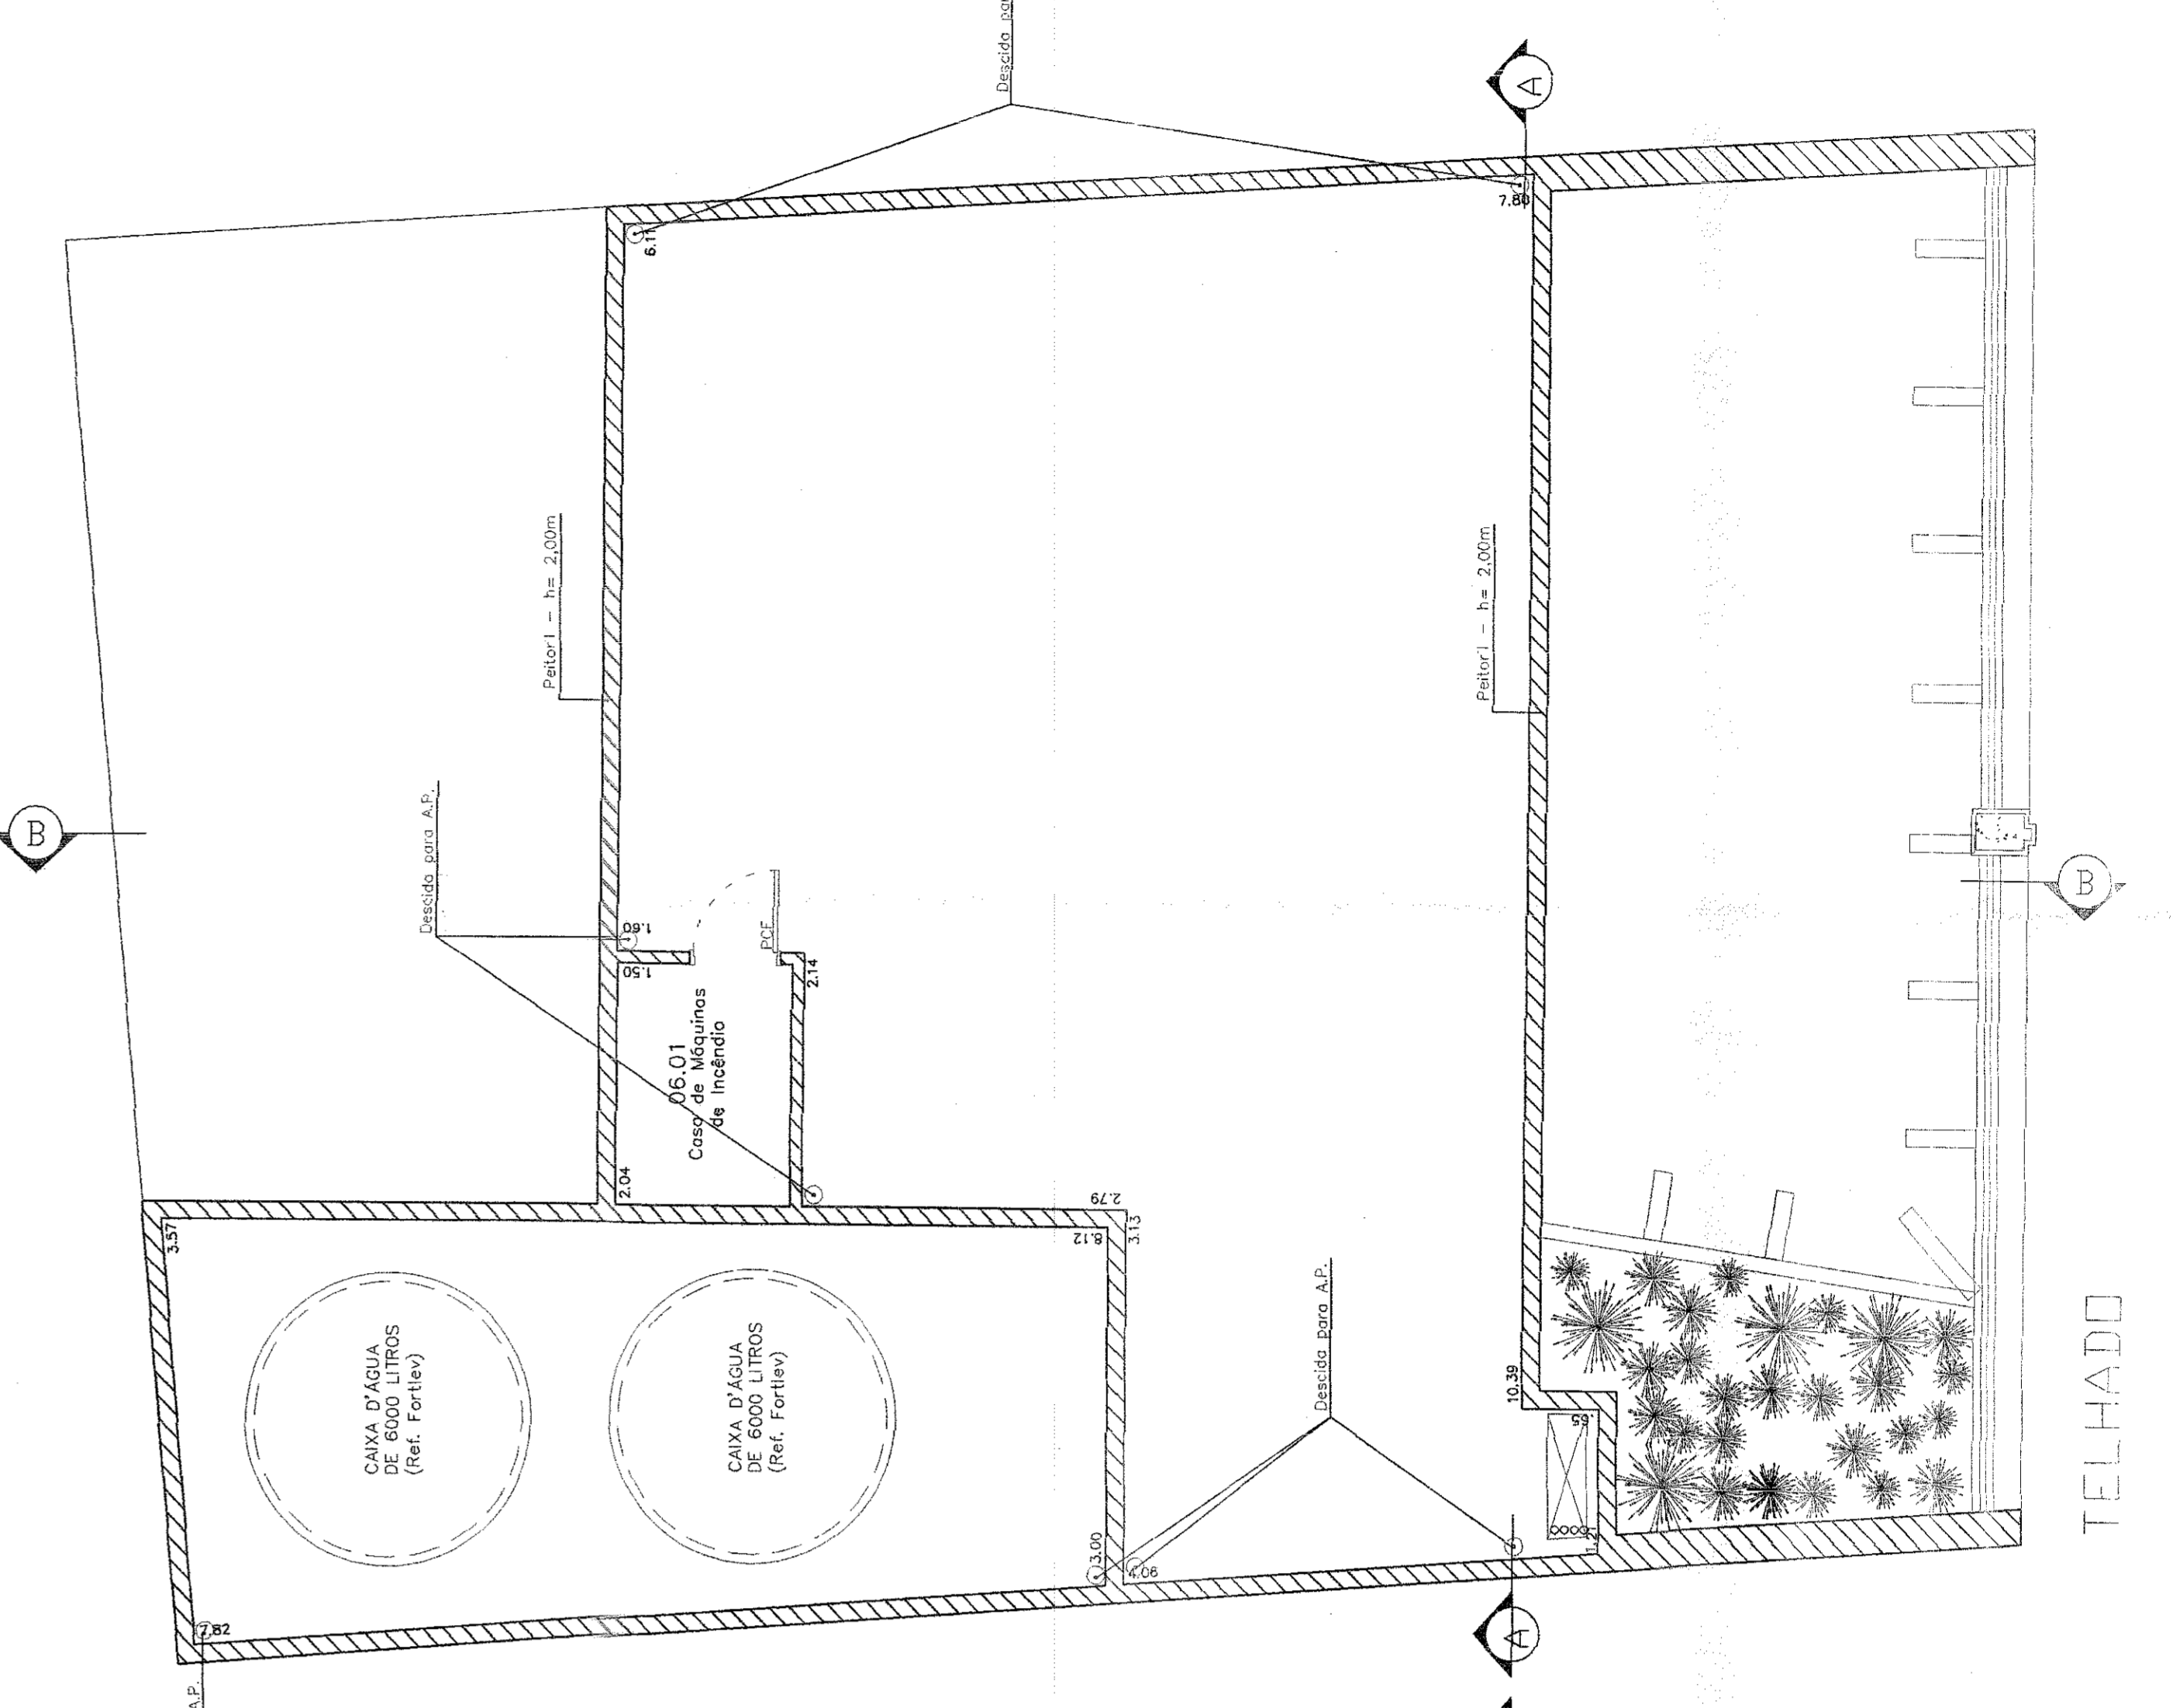 Descida
A
7.80
6.11
Peitoril - h= 2,00m
Peitoril - h= 2,00m
B
Descida para A.P.
1.60
1.50
PCF
2.14
B
06.01
Casa de Máquinas
de Incêndio
2.04
2.79
3.13
8.12
3.57
CAIXA D'ÁGUA
DE 6000 LITROS
(Ref. Fortlev)
CAIXA D'ÁGUA
DE 6000 LITROS
(Ref. Fortlev)
Descida para A.P.
10.39
.65
1.21
3.00
4.06
7.82
A
A.P.
TELHADO